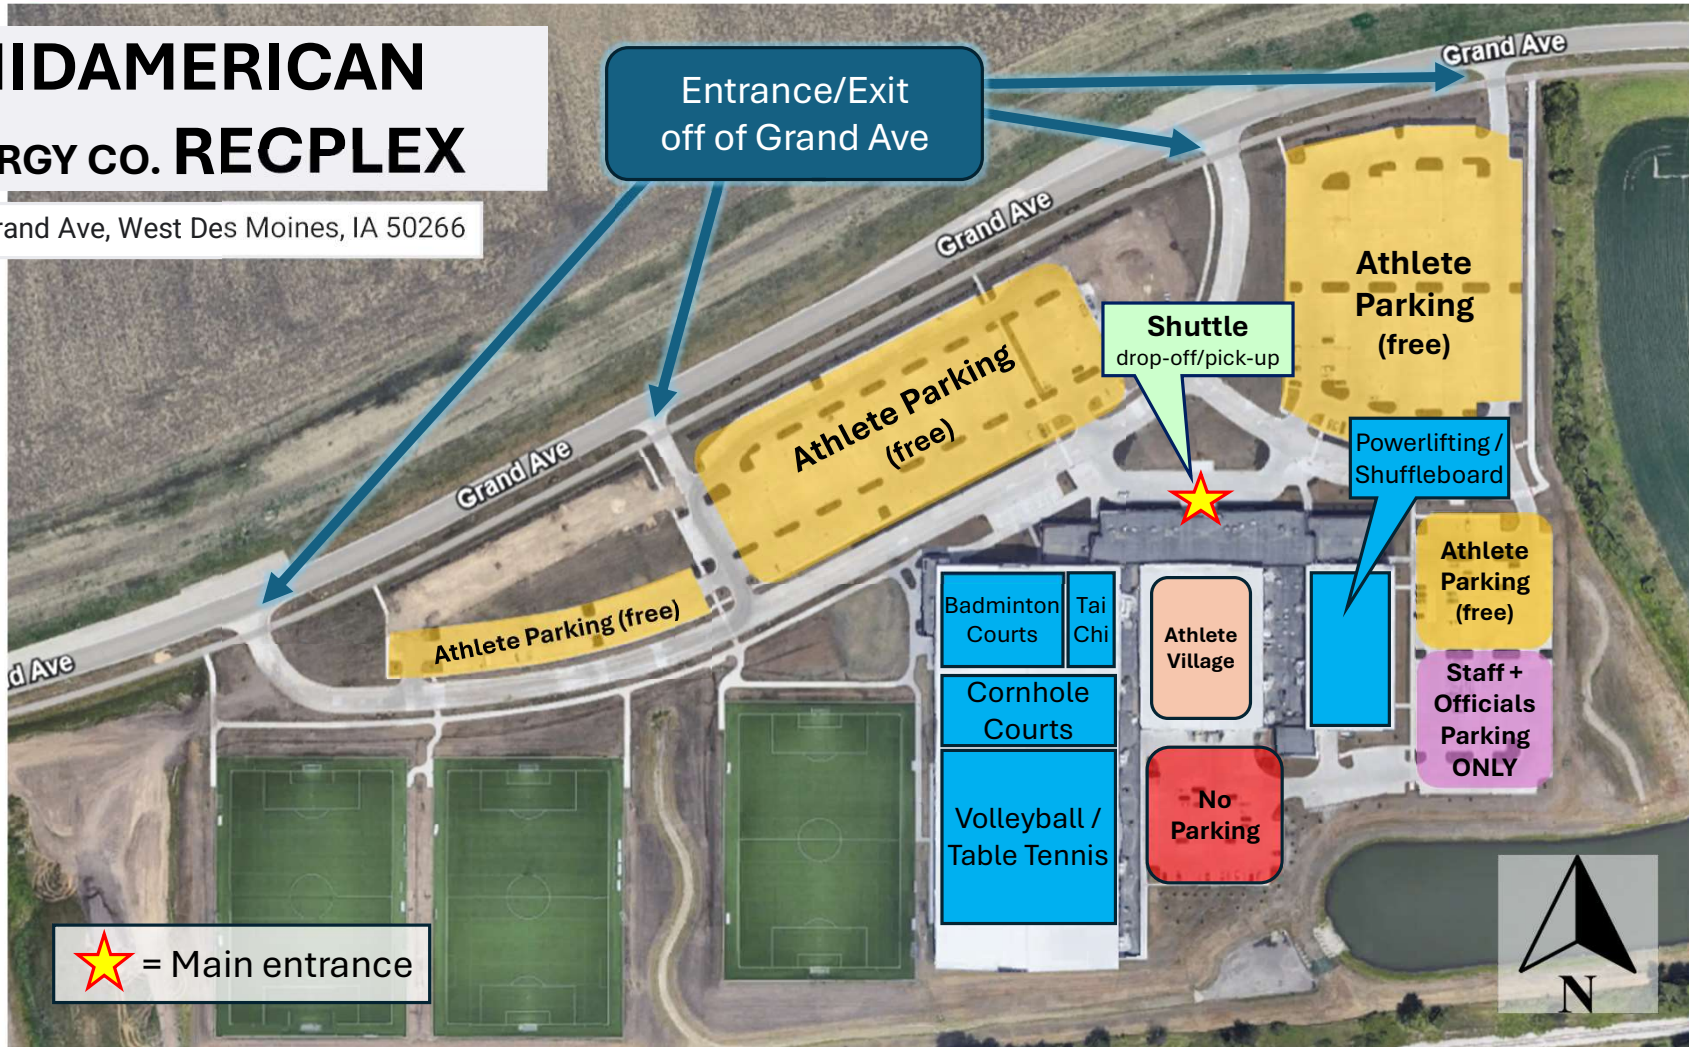 IIDAMERICAN
RGY CO. RECPLEX
rand Ave, West Des Moines, IA 50266
Entrance/Exit
off of Grand Ave
Grand Ave
Grand Ave
Athlete
Parking
(free)
Shuttle
drop-off/pick-up
Athlete Parking
(free)
Powerlifting /
Shuffleboard
Grand Ave
Athlete
Parking
(free)
Badminton
Courts
Tai
Chi
Athlete
Village
Athlete Parking (free)
d Ave
Staff +
Officials
Parking
ONLY
Cornhole
Courts
No
Parking
Volleyball /
Table Tennis
= Main entrance
N